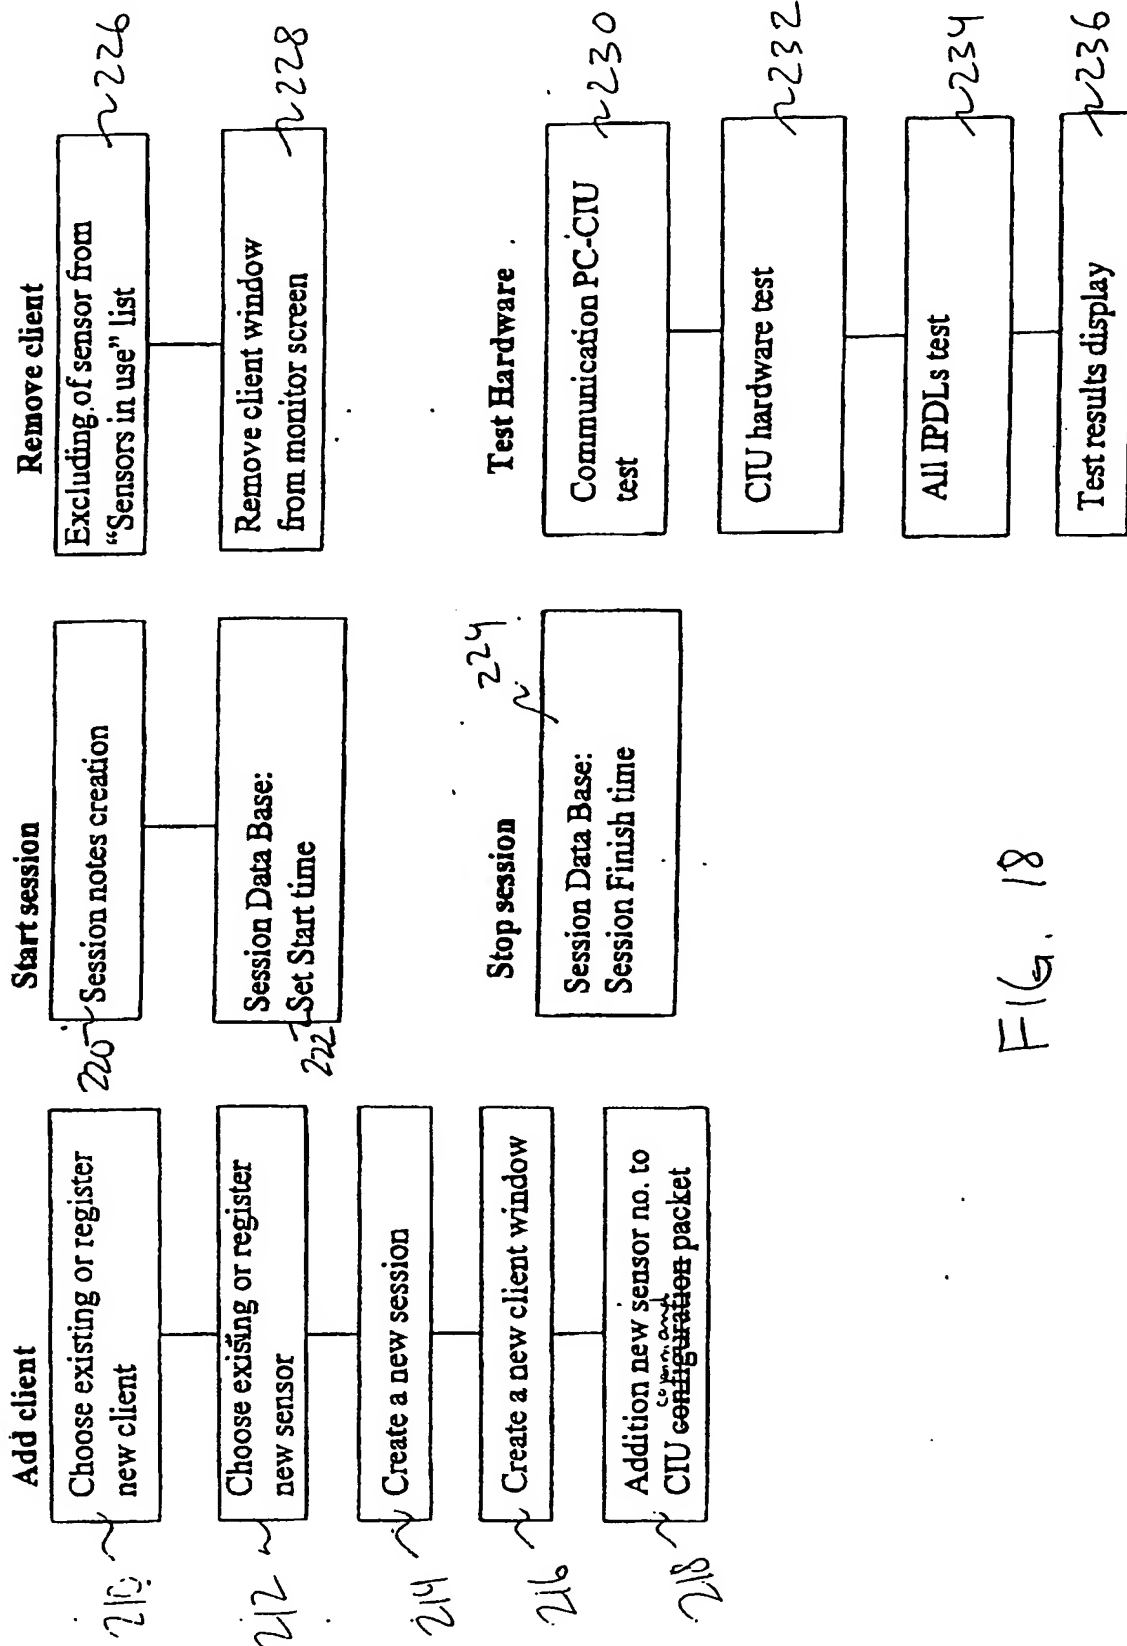 Add client
210
Choose existing or register
new client
212
Choose existing or register
new sensor
214
Create a new session
216
Create a new client window
218
Addition new sensor no. to
command
CIU configuration packet
Start session
220
Session notes creation
222
Session Data Base:
Set Start time
Stop session
224
Session Data Base:
Session Finish time
Remove client
226
Excluding of sensor from
“Sensors in use” list
228
Remove client window
from monitor screen
Test Hardware
230
Communication PC-CIU
test
232
CIU hardware test
234
All IPDLs test
236
Test results display
FIG. 18